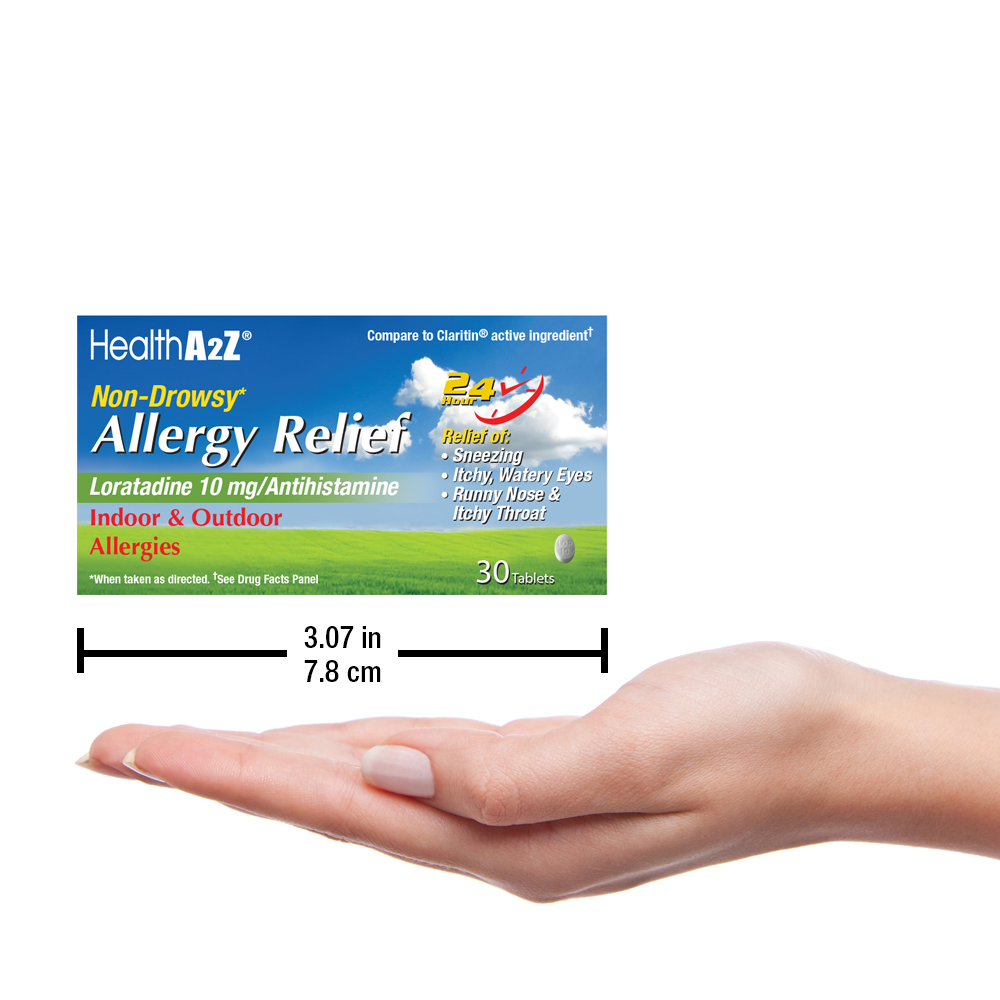 HealthA2Z®
Compare to Claritin® active ingredient†
Non-Drowsy*
Allergy Relief
24
Hour
Relief of:
• Sneezing
• Itchy, Watery Eyes
• Runny Nose &
Itchy Throat
Loratadine 10 mg/Antihistamine
Indoor & Outdoor
Allergies
*When taken as directed. †See Drug Facts Panel
30 Tablets
3.07 in
7.8 cm